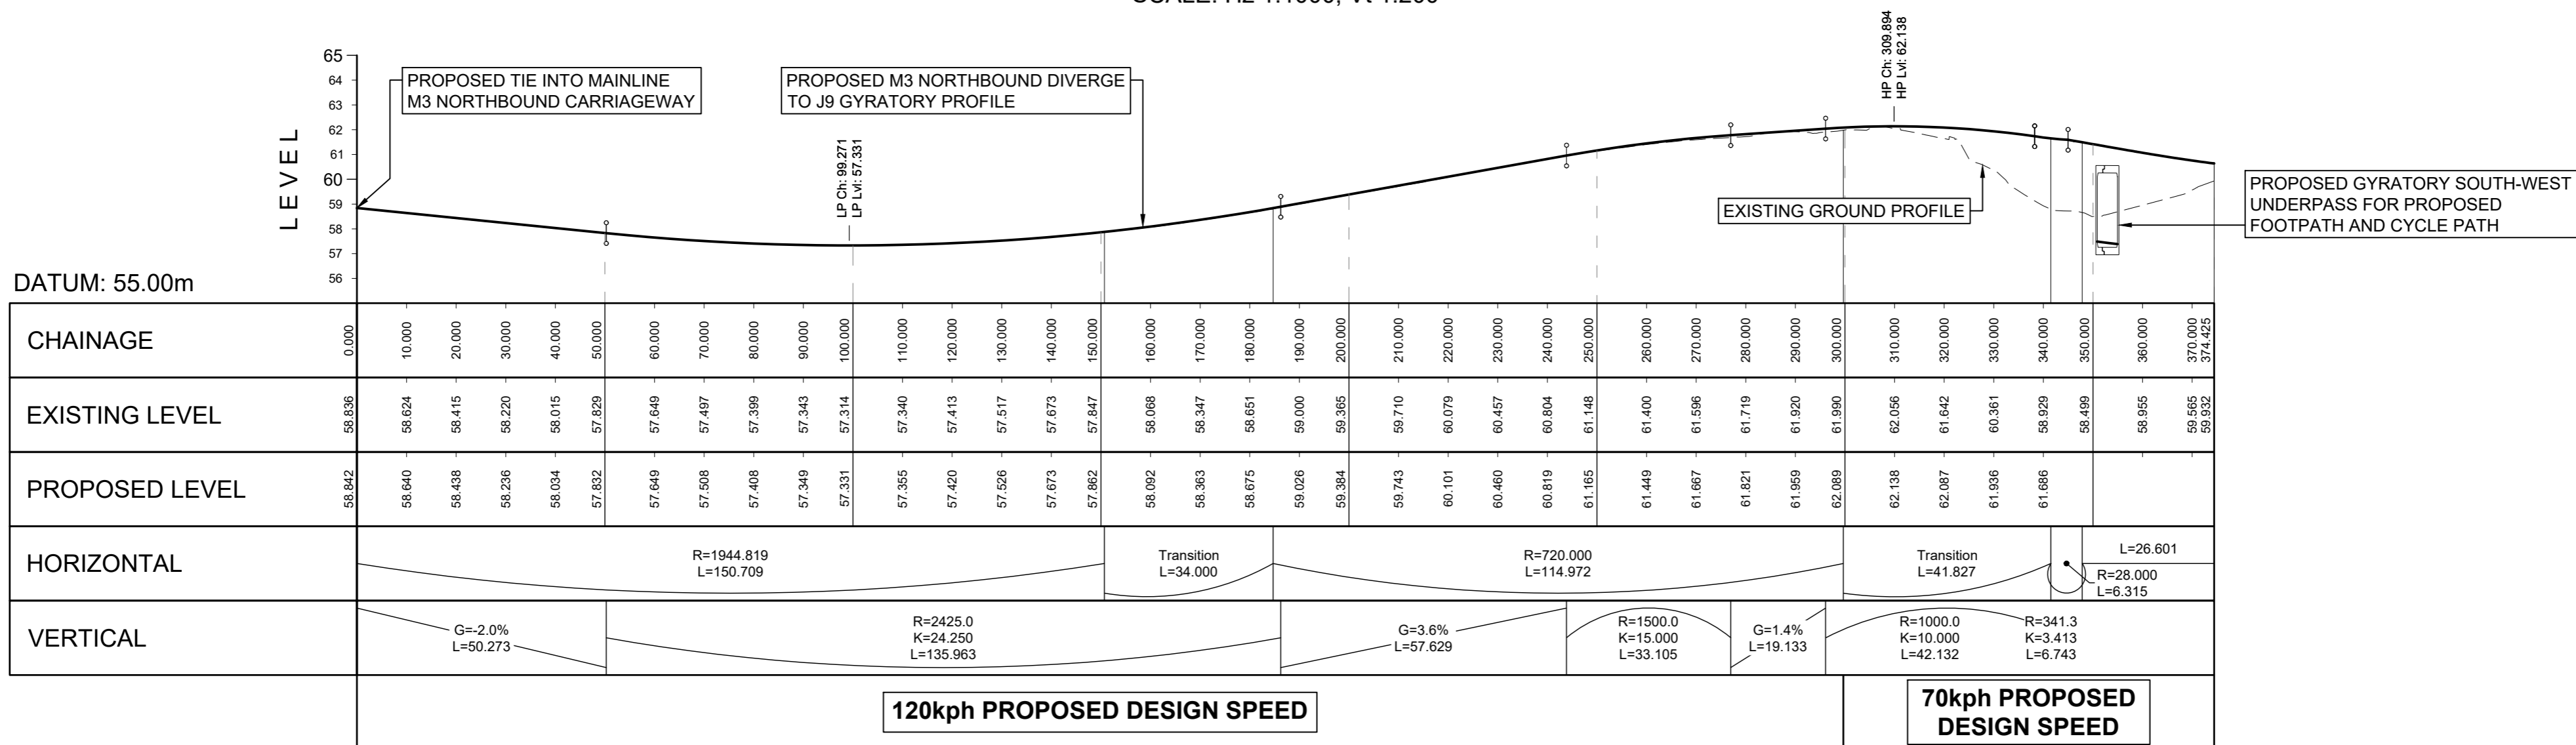 65
64
63
62
61
60
59
58
57
56
LEVEL
PROPOSED TIE INTO MAINLINE
M3 NORTHBOUND CARRIAGEWAY
PROPOSED M3 NORTHBOUND DIVERGE
TO J9 GYRATORY PROFILE
LP Ch: 99.271
LP Lvl: 57.331
HP Ch: 309.894
HP Lvl: 62.138
EXISTING GROUND PROFILE
PROPOSED GYRATORY SOUTH-WEST
UNDERPASS FOR PROPOSED
FOOTPATH AND CYCLE PATH
DATUM: 55.00m
CHAINAGE
0.000 10.000 20.000 30.000 40.000 50.000 60.000 70.000 80.000 90.000 100.000 110.000 120.000 130.000 140.000 150.000 160.000 170.000 180.000 190.000 200.000 210.000 220.000 230.000 240.000 250.000 260.000 270.000 280.000 290.000 300.000 310.000 320.000 330.000 340.000 350.000 360.000 370.000 374.425
EXISTING LEVEL
58.836 58.624 58.415 58.220 58.015 57.829 57.649 57.497 57.399 57.343 57.314 57.340 57.413 57.517 57.673 57.847 58.068 58.347 58.651 59.000 59.365 59.710 60.079 60.457 60.804 61.148 61.400 61.596 61.719 61.920 61.990 62.056 61.642 60.361 58.929 58.499 58.955 59.565 59.932
PROPOSED LEVEL
58.842 58.640 58.438 58.236 58.034 57.832 57.649 57.508 57.408 57.349 57.331 57.355 57.420 57.526 57.673 57.862 58.092 58.363 58.675 59.026 59.384 59.743 60.101 60.460 60.819 61.165 61.449 61.667 61.821 61.959 62.089 62.138 62.087 61.936 61.686
HORIZONTAL
R=1944.819
L=150.709
Transition
L=34.000
R=720.000
L=114.972
Transition
L=41.827
R=28.000
L=6.315
L=26.601
VERTICAL
G=-2.0%
L=50.273
R=2425.0
K=24.250
L=135.963
G=3.6%
L=57.629
R=1500.0
K=15.000
L=33.105
G=1.4%
L=19.133
R=1000.0
K=10.000
L=42.132
R=341.3
K=3.413
L=6.743
120kph PROPOSED DESIGN SPEED
70kph PROPOSED
DESIGN SPEED